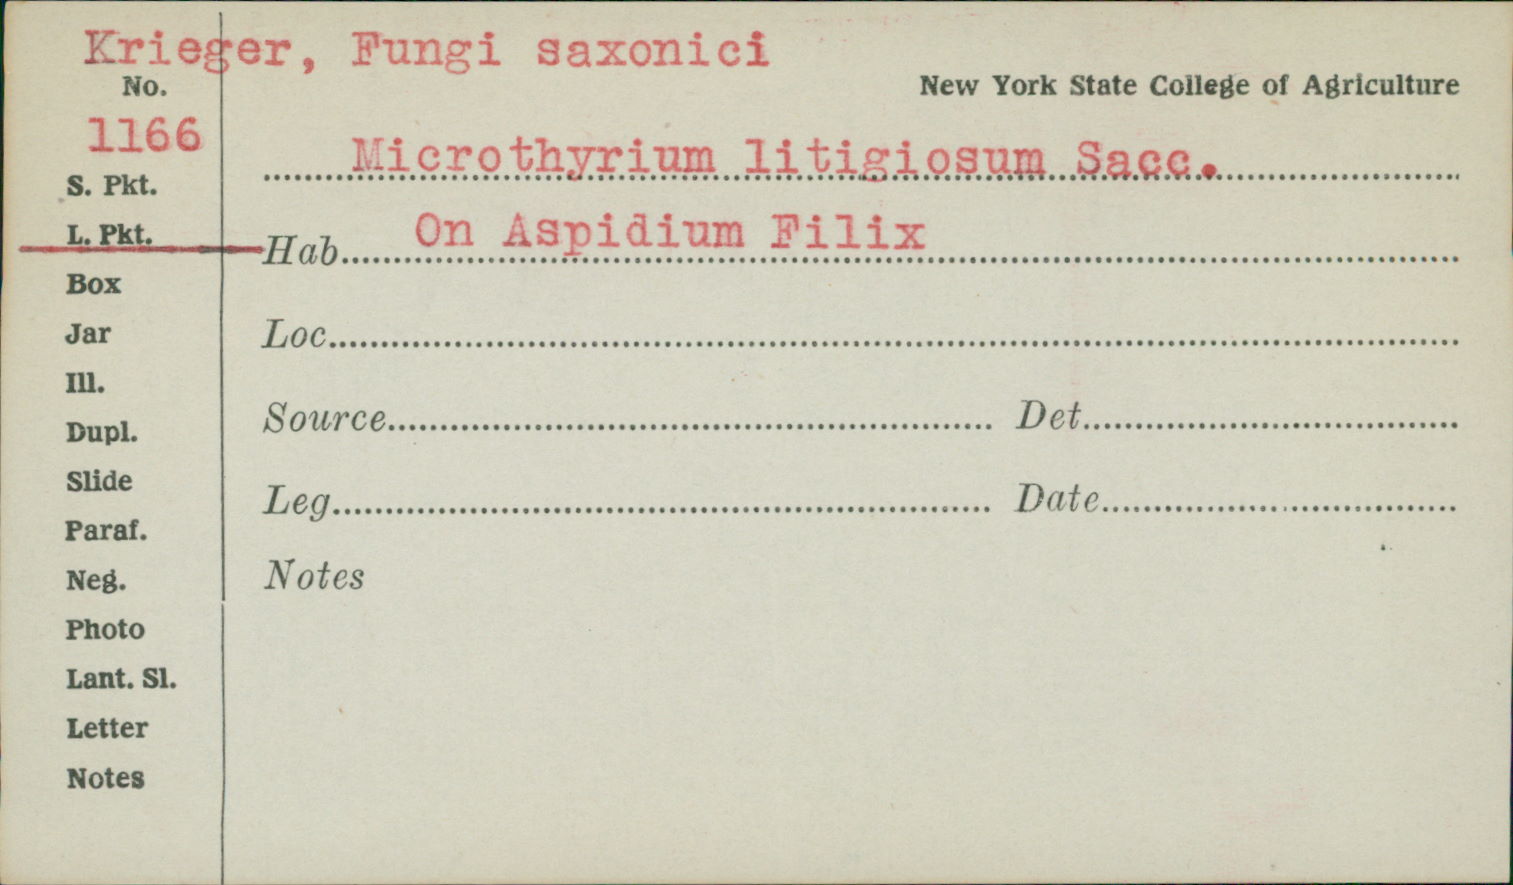 Krieger, Fungi saxonici
No.
New York State College of Agriculture
1166
Microthyrium litigiosum Sacc.
S. Pkt.
L. Pkt.
Hab. On Aspidium Filix
Box
Jar
Loc.
Ill.
Dupl.
Source Det.
Slide
Leg. Date
Paraf.
Neg.
Notes
Photo
Lant. Sl.
Letter
Notes